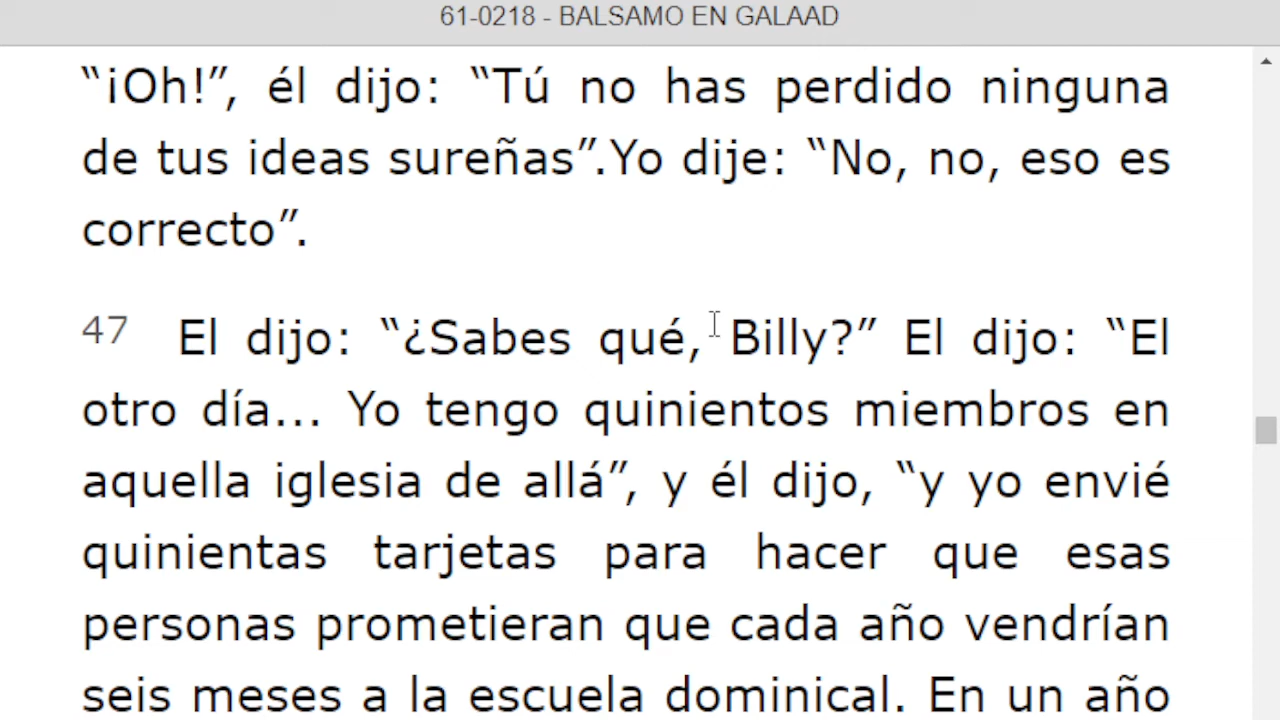 61-0218 - BALSAMO EN GALAAD
“¡Oh!”, él dijo: “Tú no has perdido ninguna
de tus ideas sureñas”.Yo dije: “No, no, eso es
correcto”.
47 El dijo: “¿Sabes qué, Billy?” El dijo: “El
otro día... Yo tengo quinientos miembros en
aquella iglesia de allá”, y él dijo, “y yo envié
quinientas tarjetas para hacer que esas
personas prometieran que cada año vendrían
seis meses a la escuela dominical. En un año